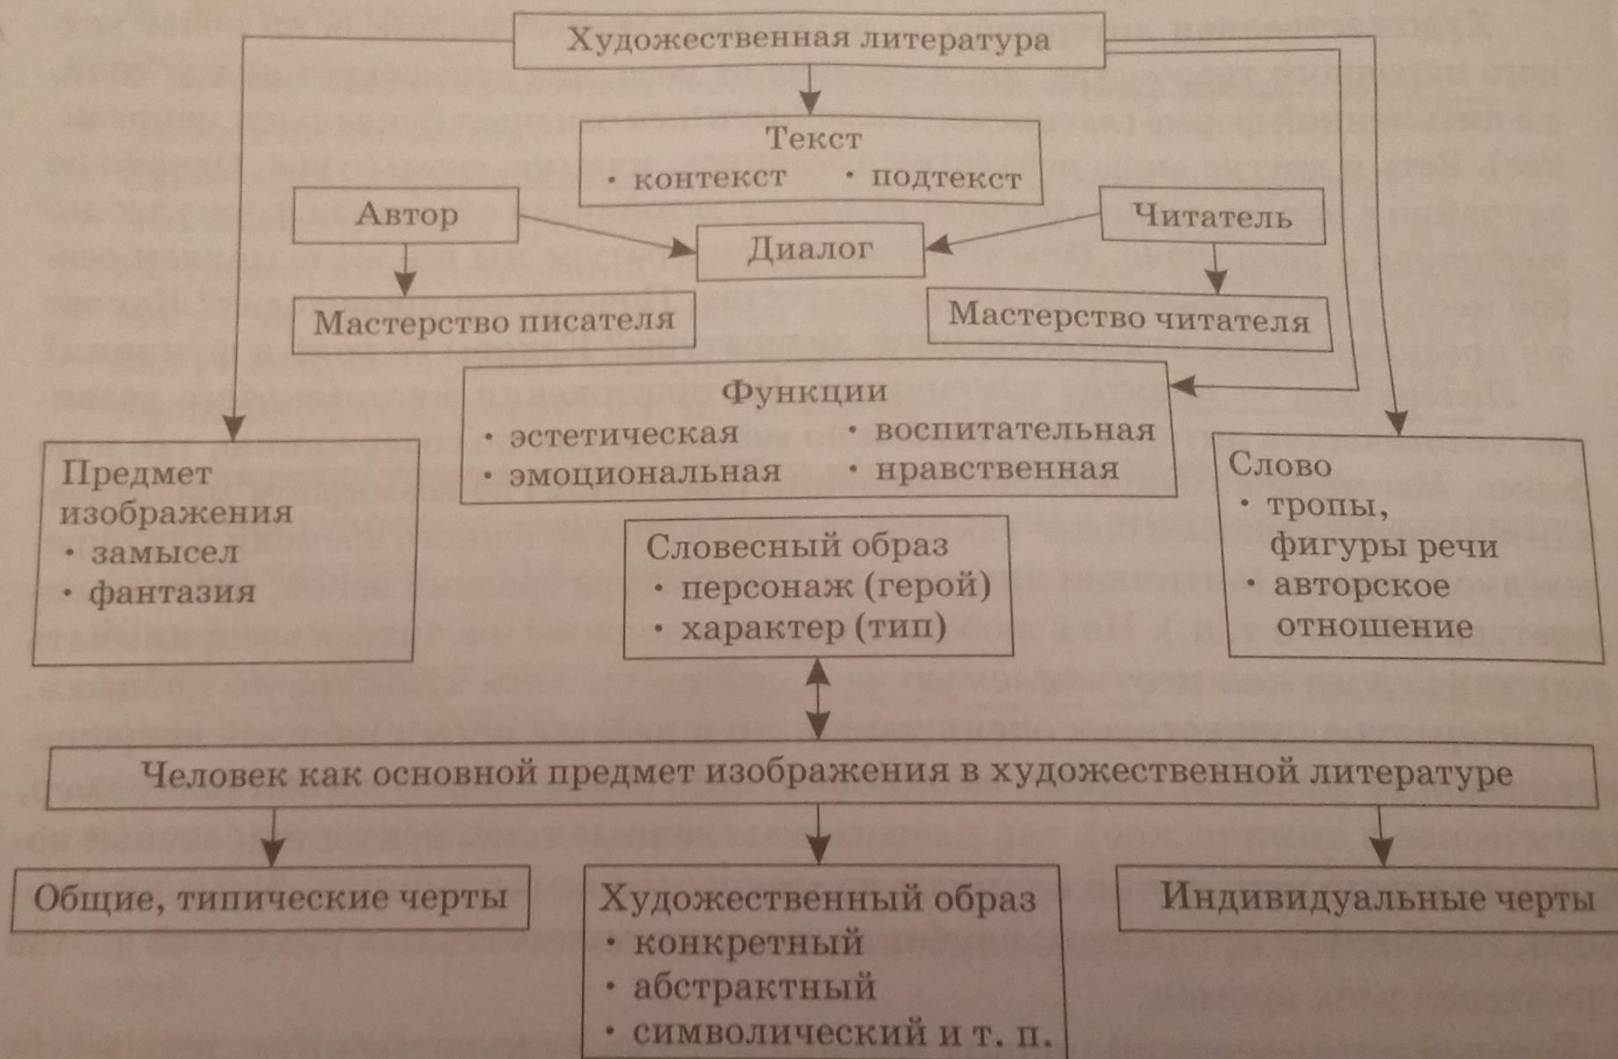 Художественная литература
Текст
• контекст • подтекст
Автор
Читатель
Диалог
Мастерство писателя
Мастерство читателя
Функции
• эстетическая • воспитательная
• эмоциональная • нравственная
Предмет
изображения
• замысел
• фантазия
Слово
• тропы,
фигуры речи
• авторское
отношение
Словесный образ
• персонаж (герой)
• характер (тип)
Человек как основной предмет изображения в художественной литературе
Общие, типические черты
Художественный образ
• конкретный
• абстрактный
• символический и т. п.
Индивидуальные черты